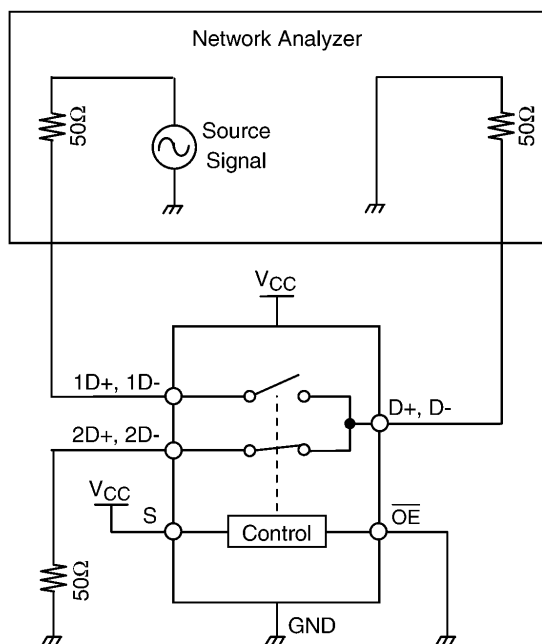 Network Analyzer
50Ω
Source
Signal
50Ω
VCC
1D+, 1D-
D+, D-
2D+, 2D-
VCC
S
Control
OE
50Ω
GND